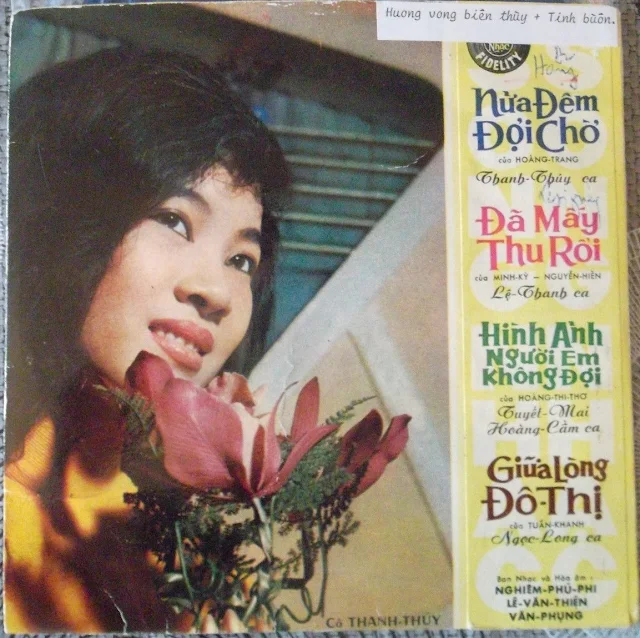 Huong vong biên thùy + Tình buồn.
Nhạc
FIDELITY
Nửa Đêm
Đợi Chờ
của HOÀNG-TRANG
Thanh-Thúy ca
Đã Mấy
Thu Rồi
của MINH-KỲ – NGUYỄN-HIỀN
Lệ-Thanh ca
Hình Ảnh
Người Em
Không Đợi
của HOÀNG-THI-THƠ
Tuyết-Mai
Hoàng-Cầm ca
Giữa Lòng
Đô-Thị
của TUẤN-KHANH
Ngọc-Long ca
Ban Nhạc và Hòa âm :
NGHIÊM-PHÚ-PHI
LÊ-VĂN-THIỆN
VĂN-PHỤNG
Cô THANH-THÚY